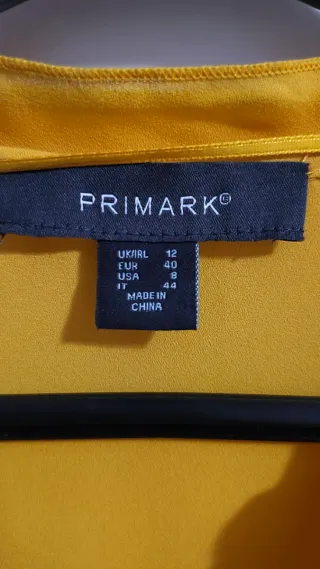 PRIMARK®
UK/IRL 12
EUR 40
USA 8
IT 44
MADE IN
CHINA